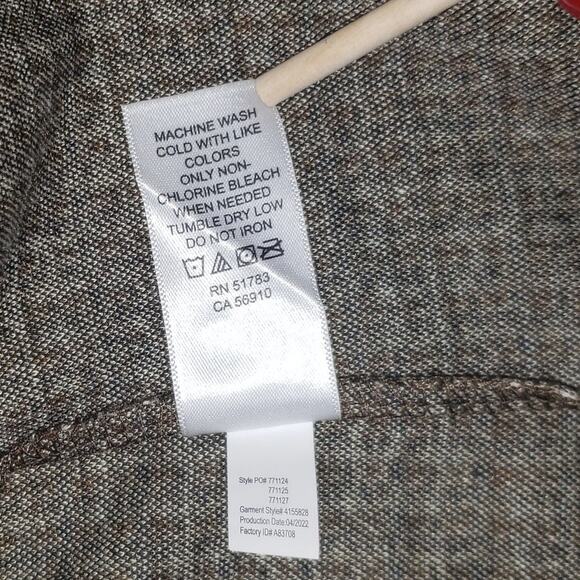 MACHINE WASH
COLD WITH LIKE
COLORS
ONLY NON-
CHLORINE BLEACH
WHEN NEEDED
TUMBLE DRY LOW
DO NOT IRON
RN 51783
CA 56910
Style PO# 771124
771125
771127
Garment Style# 4155828
Production Date:04/2022
Factory ID# A83708